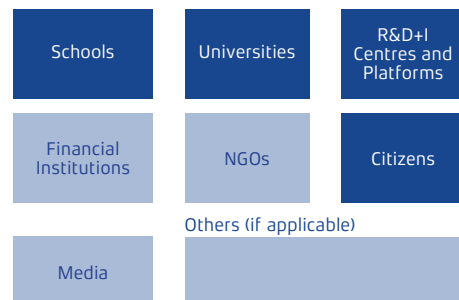 Schools
Universities
R&D+I
Centres and
Platforms
Financial
Institutions
NGOs
Citizens
Others (if applicable)
Media